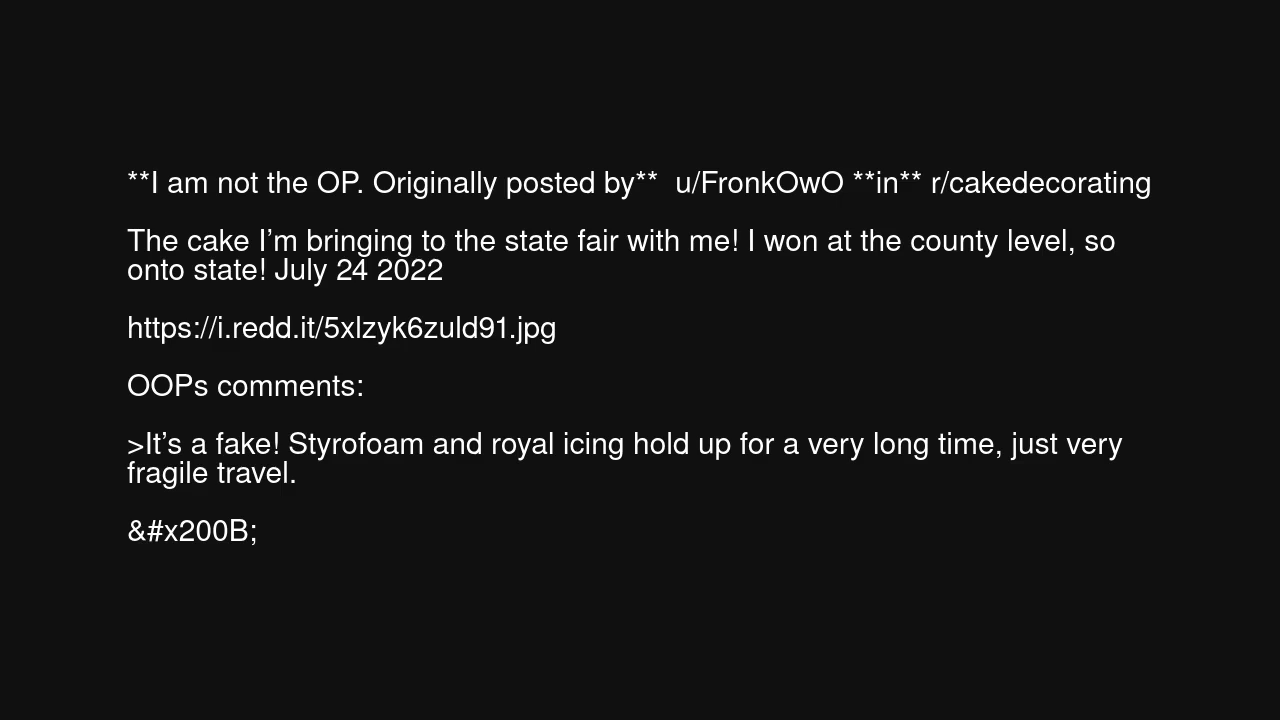 **I am not the OP. Originally posted by**  u/FronkOwO **in** r/cakedecorating
The cake I’m bringing to the state fair with me! I won at the county level, so
onto state! July 24 2022
https://i.redd.it/5xlzyk6zuld91.jpg
OOPs comments:
>It’s a fake! Styrofoam and royal icing hold up for a very long time, just very
fragile travel.
&#x200B;